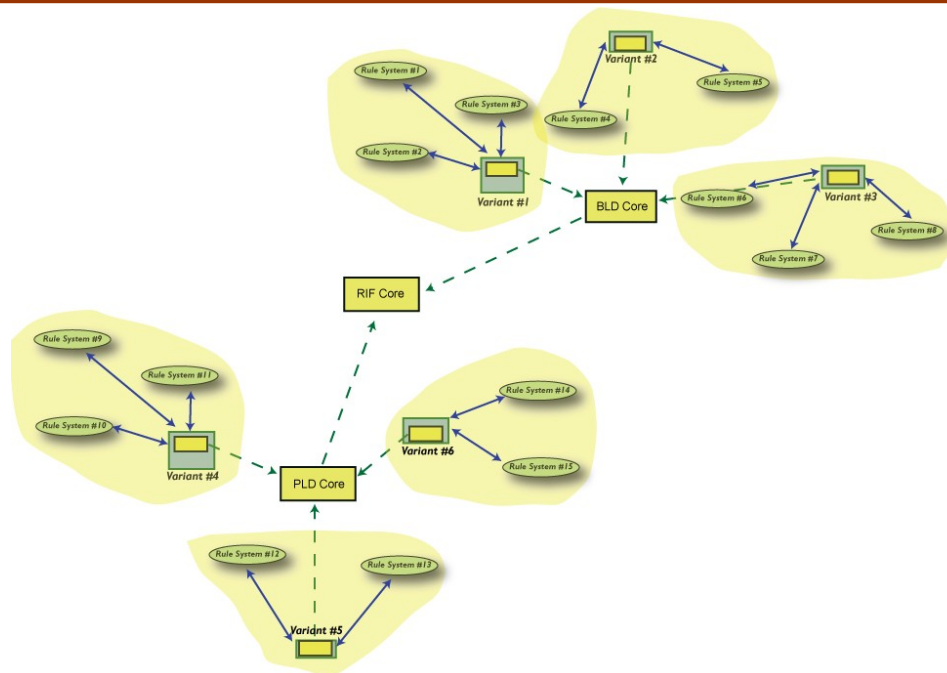 Rule System #1
Rule System #3
Rule System #2
Variant #1
Variant #2
Rule System #5
Rule System #4
BLD Core
Rule System #6
Variant #3
Rule System #8
Rule System #7
RIF Core
Rule System #9
Rule System #11
Rule System #10
Variant #4
Rule System #14
Variant #6
Rule System #15
PLD Core
Rule System #12
Rule System #13
Variant #5